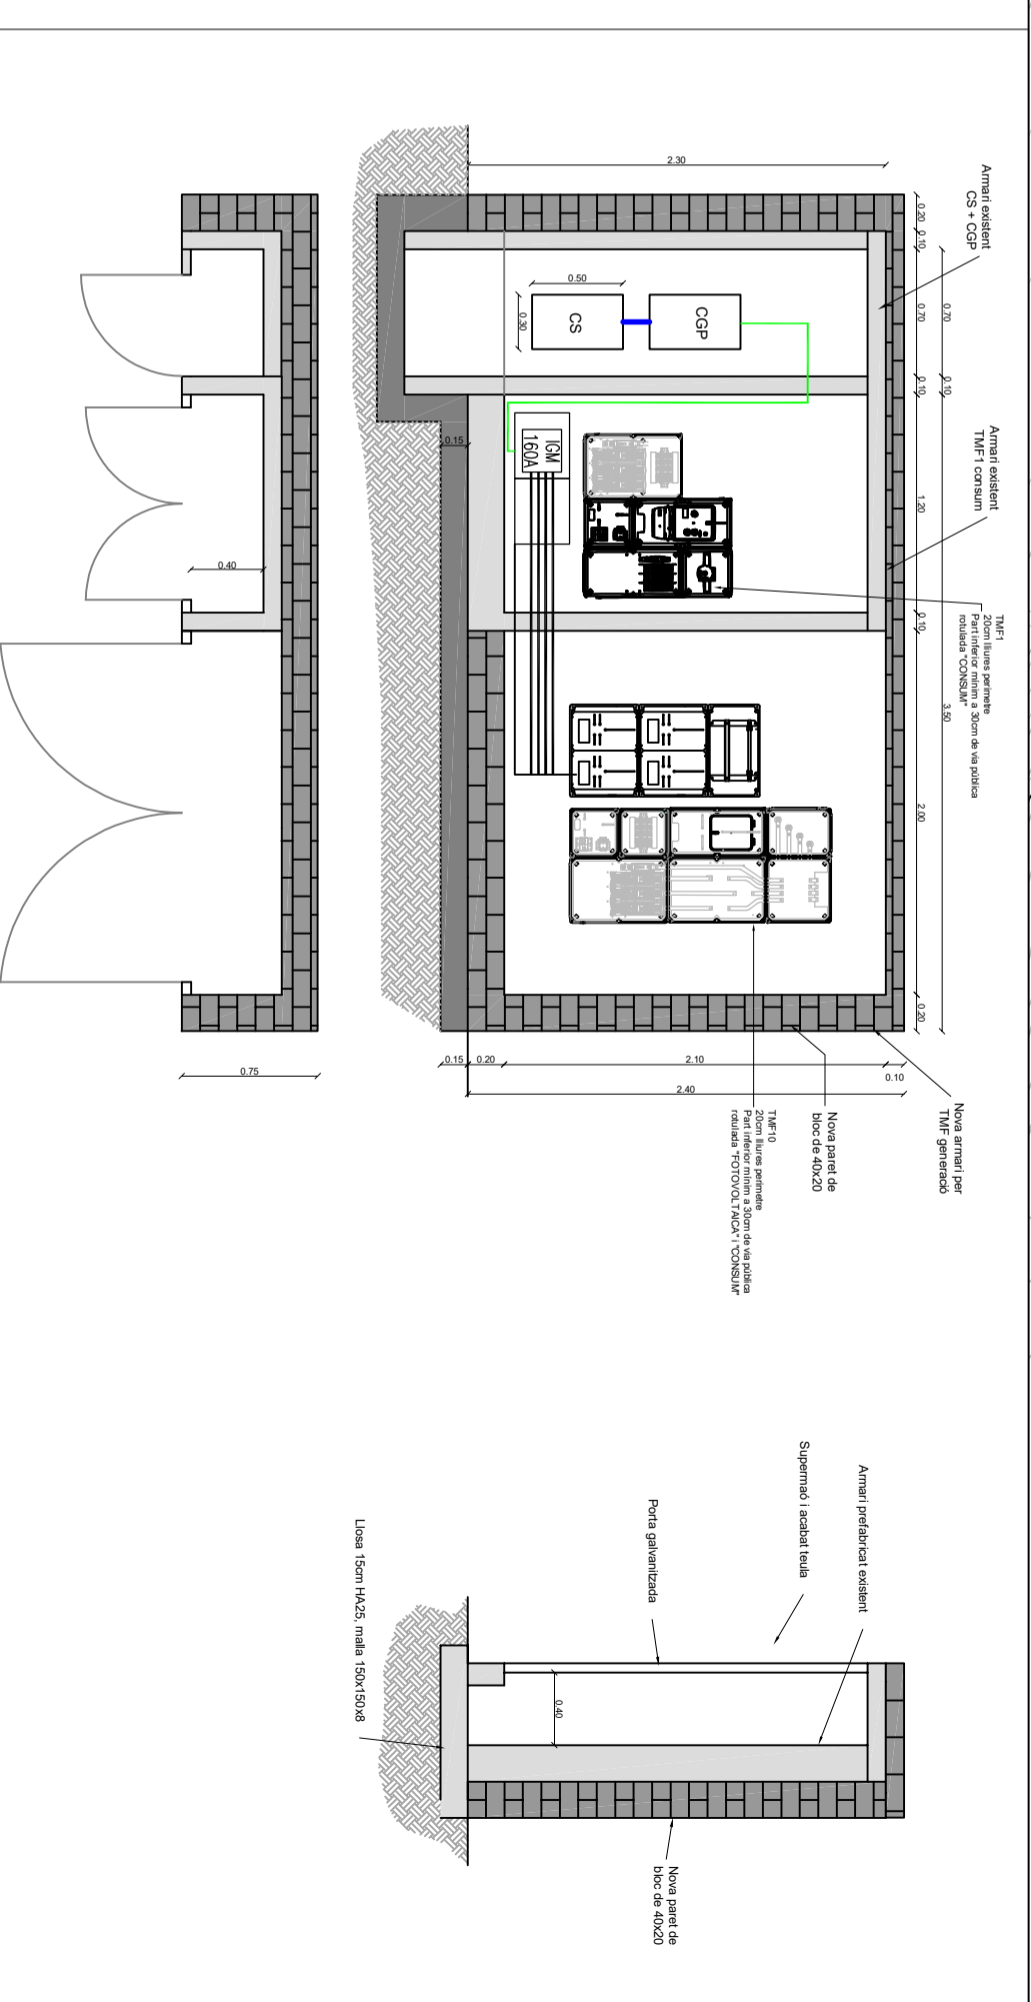 Armari existent
CS + CGP
Armari existent
TMF1 consum
TMF1
20cm lliures perímetre
Part inferior mínim a 30cm de via pública
rotulada "CONSUM"
Nova armari per
TMF generació
Nova paret de
bloc de 40x20
TMF10
20cm lliures perímetre
Part inferior mínim a 30cm de via pública
rotulada "FOTOVOLTAICA" i "CONSUM"
0.70
0.10
3.50
0.20
0.10
0.70
0.10
1.20
0.10
2.00
0.20
2.30
CGP
CS
0.50
0.30
IGM
160A
0.15
0.10
2.10
0.20
0.15
2.40
0.40
0.75
Armari prefabricat existent
Supermaó i acabat teula
Porta galvanitzada
Llosa 15cm HA25, malla 150x150x8
0.40
Nova paret de
bloc de 40x20